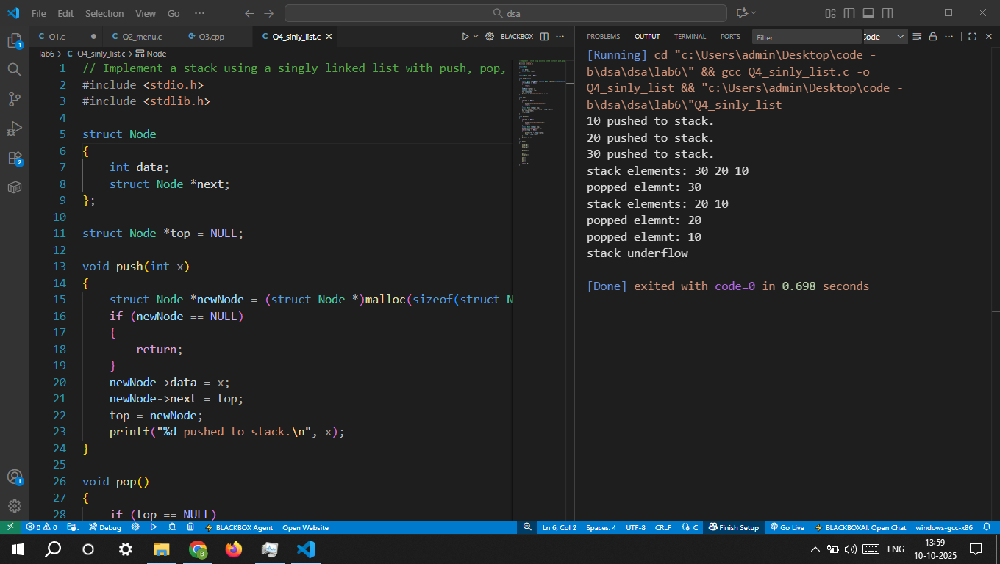 File Edit Selection View Go ··· dsa
C Q1.c C Q2_menu.c Q3.cpp C Q4_sinly_list.c BLACKBOX
lab6 > C Q4_sinly_list.c > Node
1 // Implement a stack using a singly linked list with push, pop,
2 #include <stdio.h>
3 #include <stdlib.h>
4
5 struct Node
6 {
7     int data;
8     struct Node *next;
9 };
10
11 struct Node *top = NULL;
12
13 void push(int x)
14 {
15     struct Node *newNode = (struct Node *)malloc(sizeof(struct N
16     if (newNode == NULL)
17     {
18         return;
19     }
20     newNode->data = x;
21     newNode->next = top;
22     top = newNode;
23     printf("%d pushed to stack.\n", x);
24 }
25
26 void pop()
27 {
28     if (top == NULL)
PROBLEMS OUTPUT TERMINAL PORTS Filter Code
[Running] cd "c:\Users\admin\Desktop\code -
b\dsa\dsa\lab6\" && gcc Q4_sinly_list.c -o
Q4_sinly_list && "c:\Users\admin\Desktop\code -
b\dsa\dsa\lab6\"Q4_sinly_list
10 pushed to stack.
20 pushed to stack.
30 pushed to stack.
stack elements: 30 20 10
popped elemnt: 30
stack elements: 20 10
popped elemnt: 20
popped elemnt: 10
stack underflow
[Done] exited with code=0 in 0.698 seconds
1
2
1
0 0 Debug BLACKBOX Agent Open Website Ln 6, Col 2 Spaces: 4 UTF-8 CRLF {} C Finish Setup Go Live BLACKBOXAI: Open Chat windows-gcc-x86
B ENG 13:59
10-10-2025